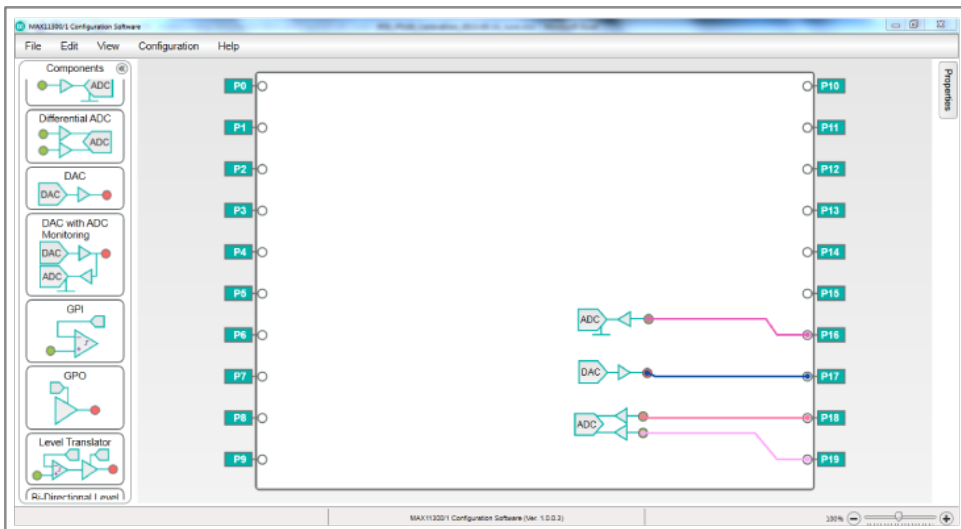 MAX11300/1 Configuration Software
File Edit View Configuration Help
Components
ADC
Differential ADC
ADC
DAC
DAC
DAC with ADC
Monitoring
DAC
ADC
GPI
GPO
Level Translator
Bi-Directional Level
P0
P1
P2
P3
P4
P5
P6
P7
P8
P9
ADC
DAC
ADC
P10
P11
P12
P13
P14
P15
P16
P17
P18
P19
Properties
MAX11300/1 Configuration Software (Ver. 1.0.0.3)
100%